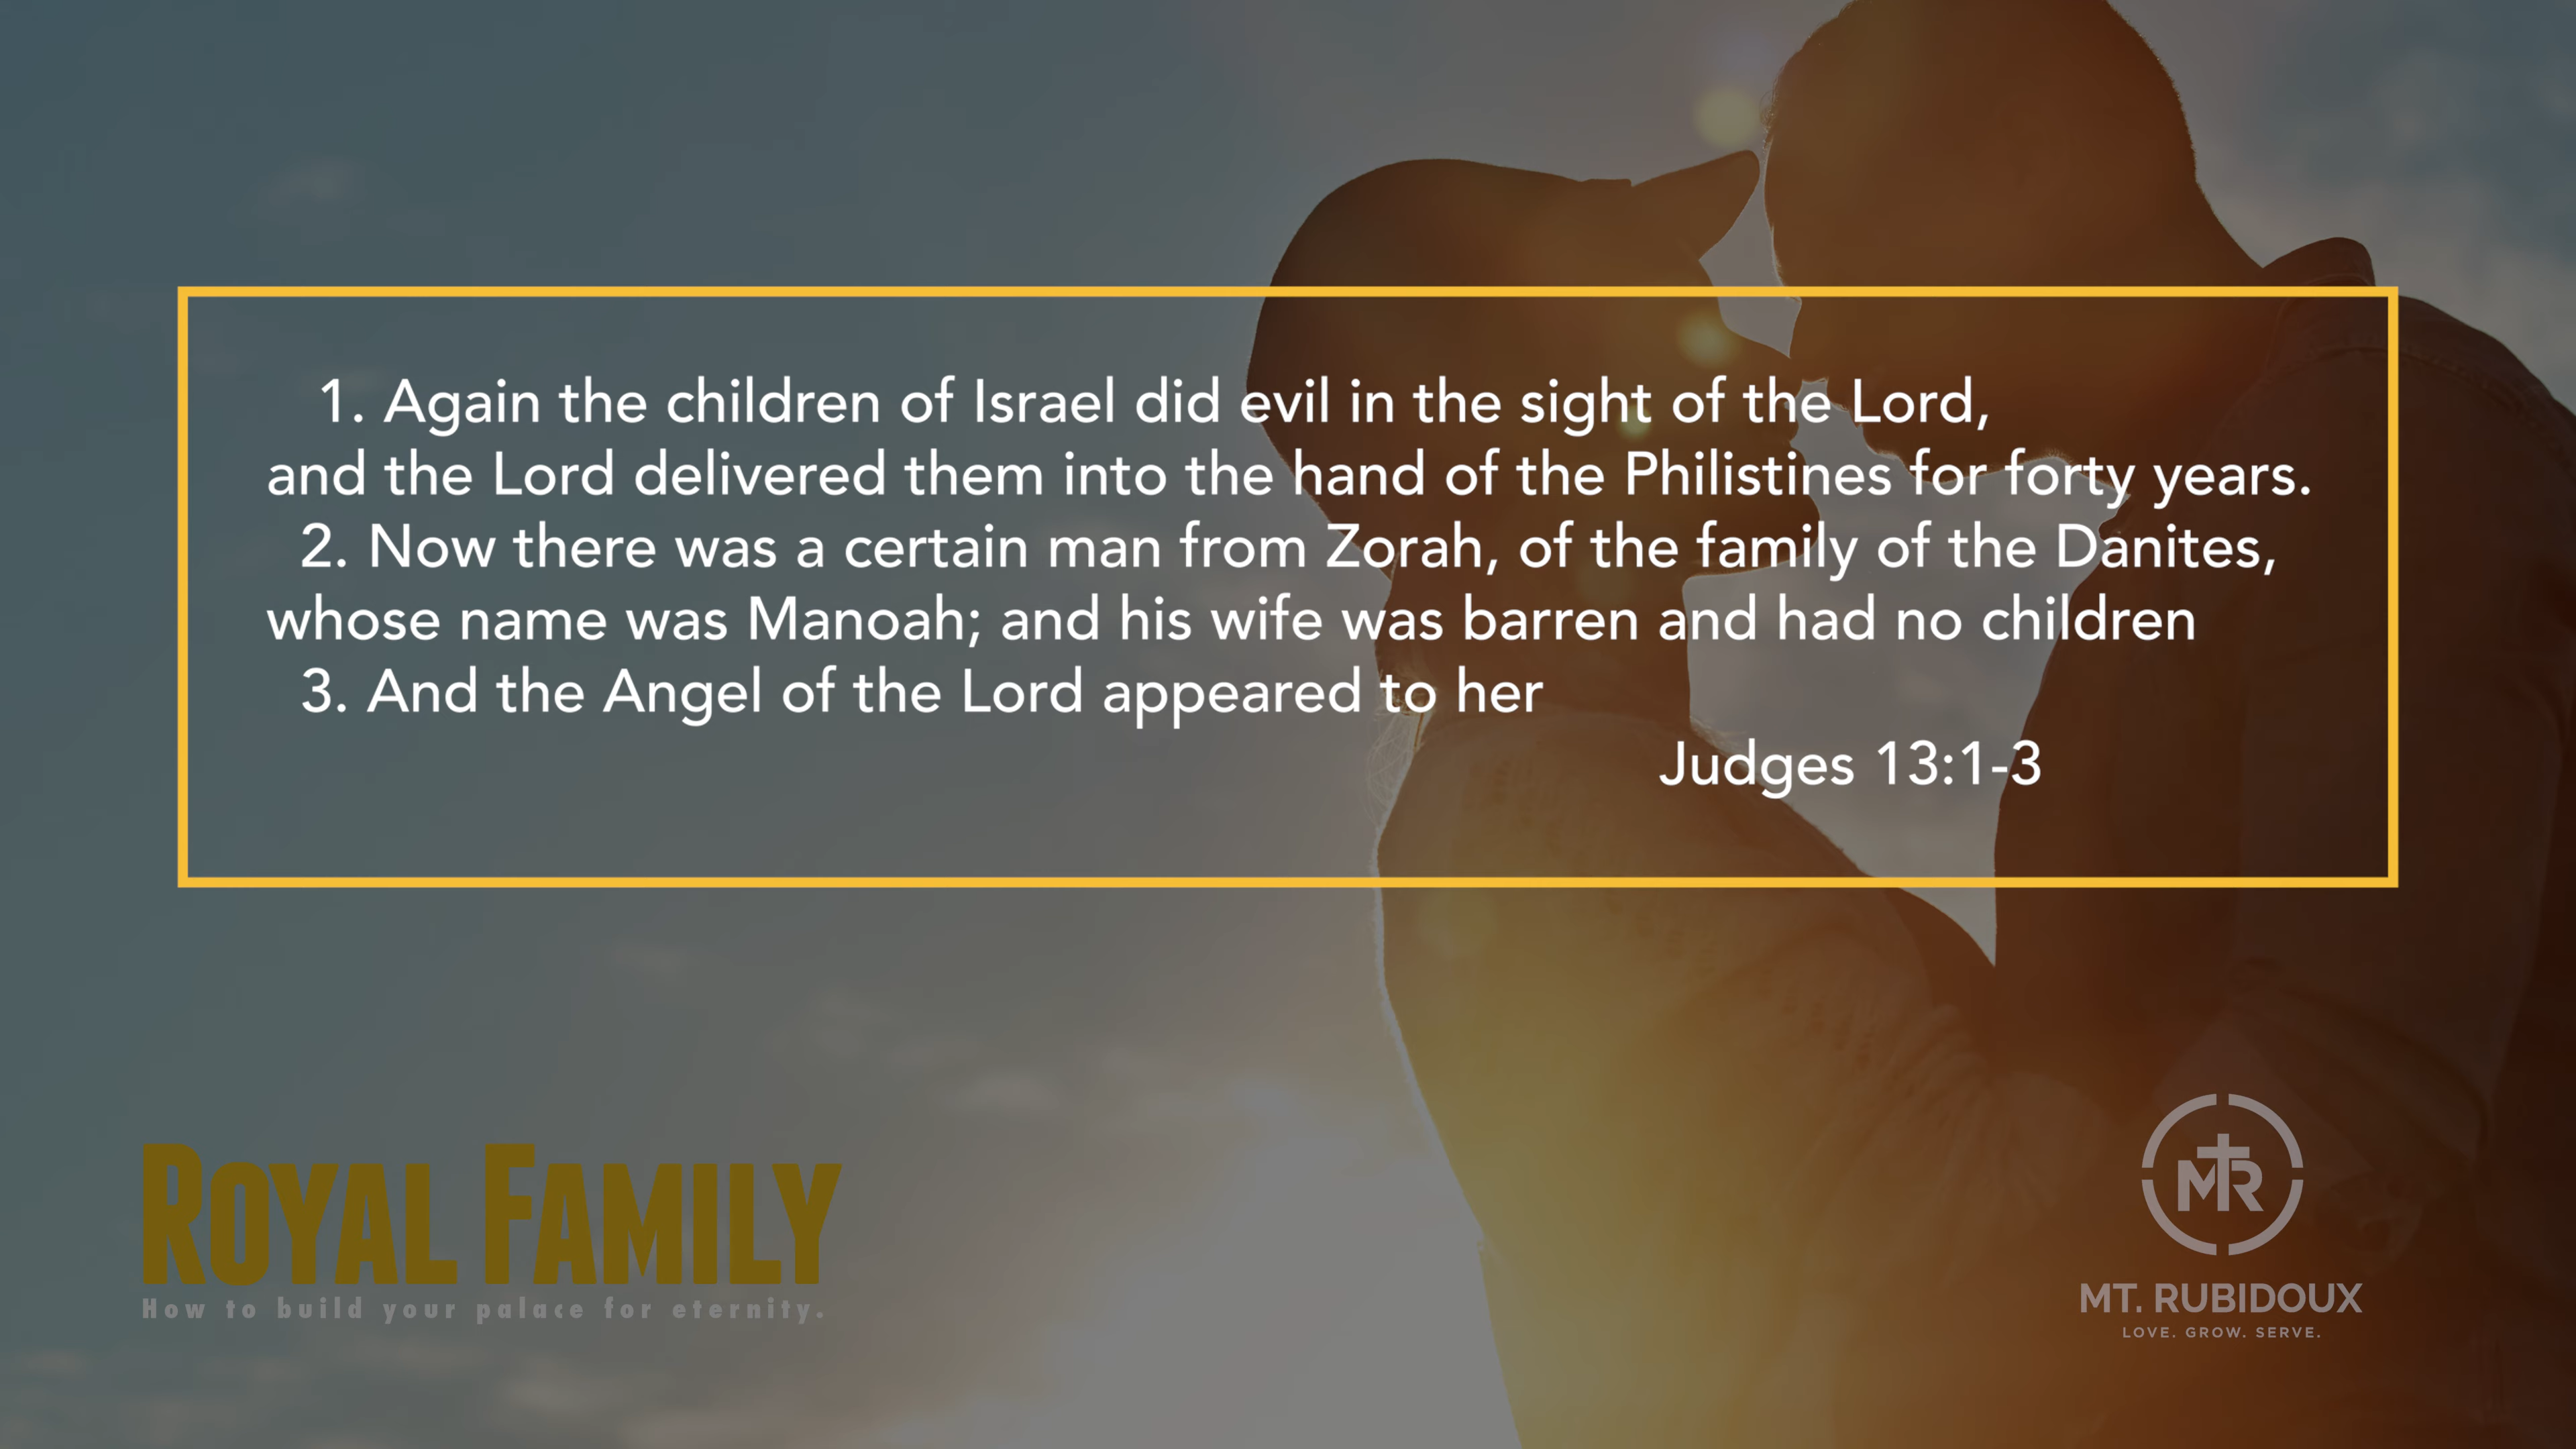 1. Again the children of Israel did evil in the sight of the Lord,
and the Lord delivered them into the hand of the Philistines for forty years.
2. Now there was a certain man from Zorah, of the family of the Danites,
whose name was Manoah; and his wife was barren and had no children
3. And the Angel of the Lord appeared to her
Judges 13:1-3
ROYAL FAMILY
How to build your palace for eternity.
MTR
MT. RUBIDOUX
LOVE. GROW. SERVE.